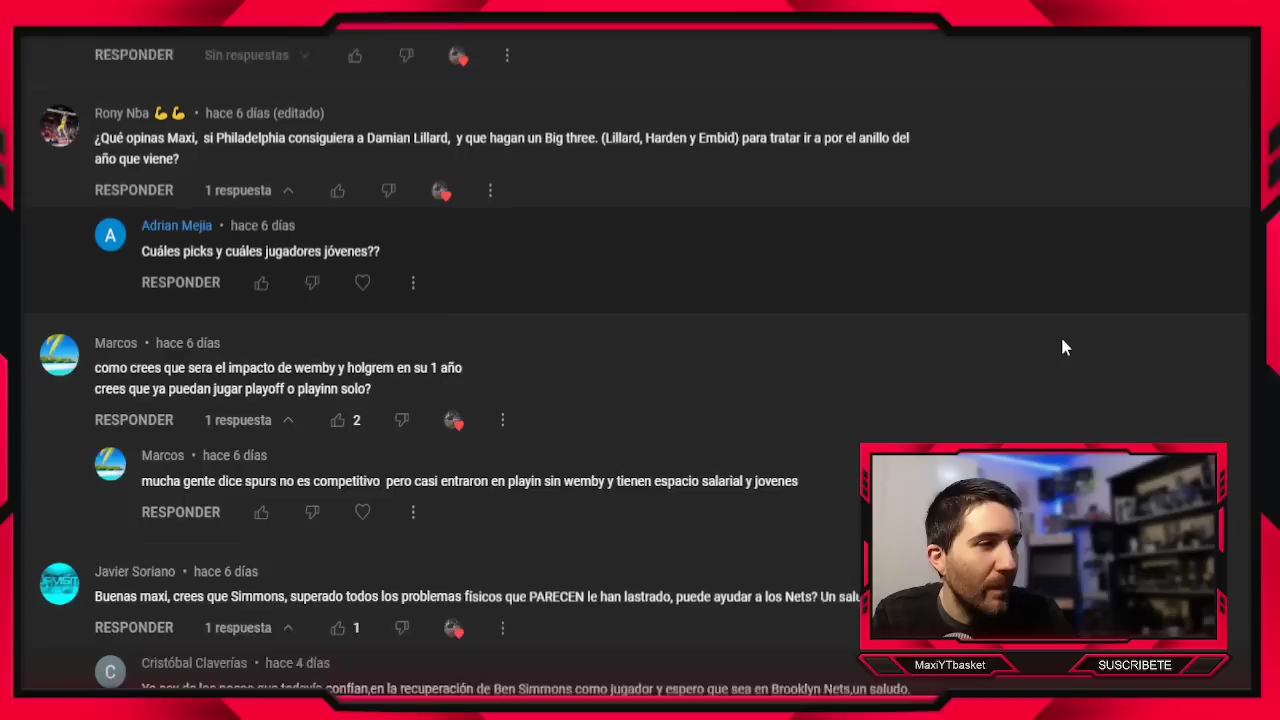 RESPONDER Sin respuestas
Rony Nba 💪💪 • hace 6 días (editado)
¿Qué opinas Maxi, si Philadelphia consiguiera a Damian Lillard, y que hagan un Big three. (Lillard, Harden y Embid) para tratar ir a por el anillo del
año que viene?
RESPONDER 1 respuesta
A
Adrian Mejia • hace 6 días
Cuáles picks y cuáles jugadores jóvenes??
RESPONDER
Marcos • hace 6 días
como crees que sera el impacto de wemby y holgrem en su 1 año
crees que ya puedan jugar playoff o playinn solo?
RESPONDER 1 respuesta 2
Marcos • hace 6 días
mucha gente dice spurs no es competitivo pero casi entraron en playin sin wemby y tienen espacio salarial y jovenes
RESPONDER
Javier Soriano • hace 6 días
Buenas maxi, crees que Simmons, superado todos los problemas físicos que PARECEN le han lastrado, puede ayudar a los Nets? Un salu
RESPONDER 1 respuesta 1
C
Cristóbal Claverías • hace 4 días
Yo soy de los pocos que todavía confían,en la recuperación de Ben Simmons como jugador y espero que sea en Brooklyn Nets,un saludo.
MaxiYTbasket
SUSCRIBETE